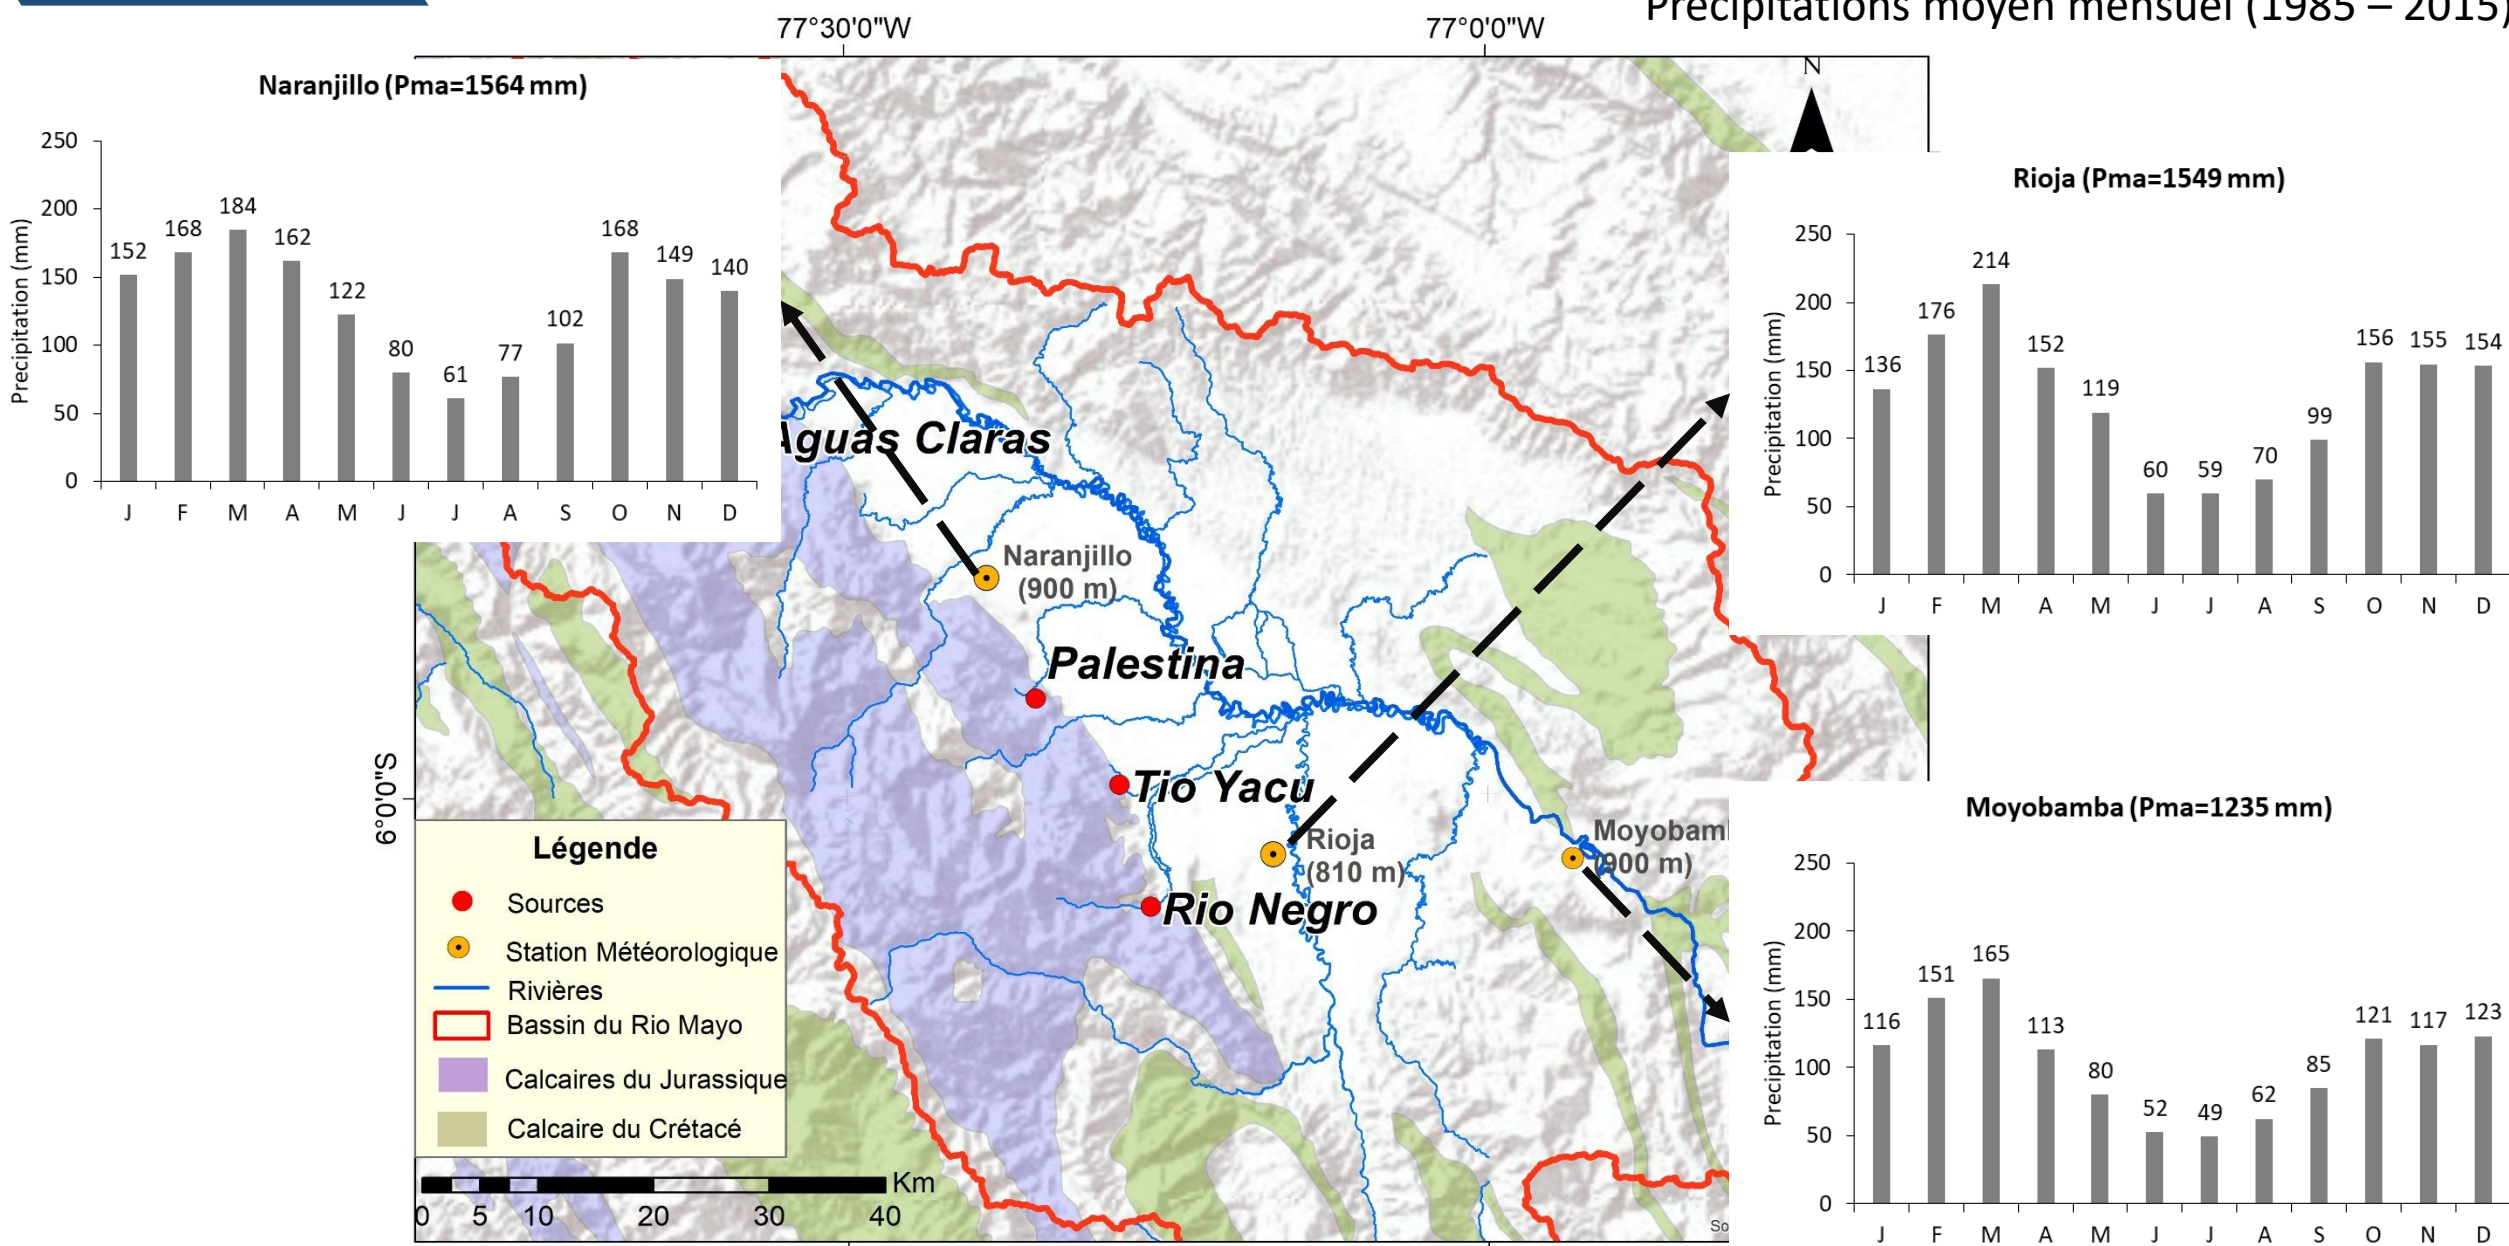 Précipitations moyen mensuel (1985 – 2015)
77°30'0"W
77°0'0"W
N
Naranjillo (Pma=1564 mm)
Precipitation (mm)
250
200
150
100
50
0
152
168
184
162
122
80
61
77
102
168
149
140
J F M A M J J A S O N D
Rioja (Pma=1549 mm)
Precipitation (mm)
250
200
150
100
50
0
136
176
214
152
119
60
59
70
99
156
155
154
J F M A M J J A S O N D
Aguas Claras
Naranjillo
(900 m)
Palestina
Tio Yacu
Rioja
(810 m)
Rio Negro
Moyobam
(900 m)
6°0'0"S
Légende
Sources
Station Météorologique
Rivières
Bassin du Rio Mayo
Calcaires du Jurassique
Calcaire du Crétacé
Km
0 5 10 20 30 40
So
Moyobamba (Pma=1235 mm)
Precipitation (mm)
250
200
150
100
50
0
116
151
165
113
80
52
49
62
85
121
117
123
J F M A M J J A S O N D